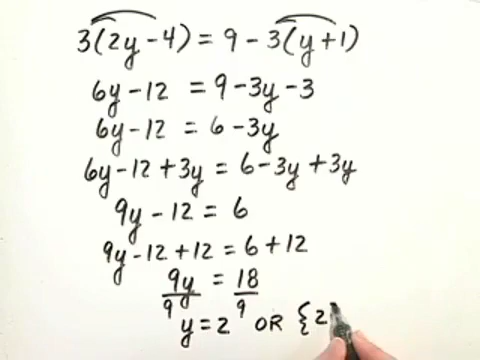 3(2y-4) = 9 - 3(y+1)
6y - 12 = 9 - 3y - 3
6y - 12 = 6 - 3y
6y - 12 + 3y = 6 - 3y + 3y
9y - 12 = 6
9y - 12 + 12 = 6 + 12
9y/9 = 18/9
y = 2 OR {2